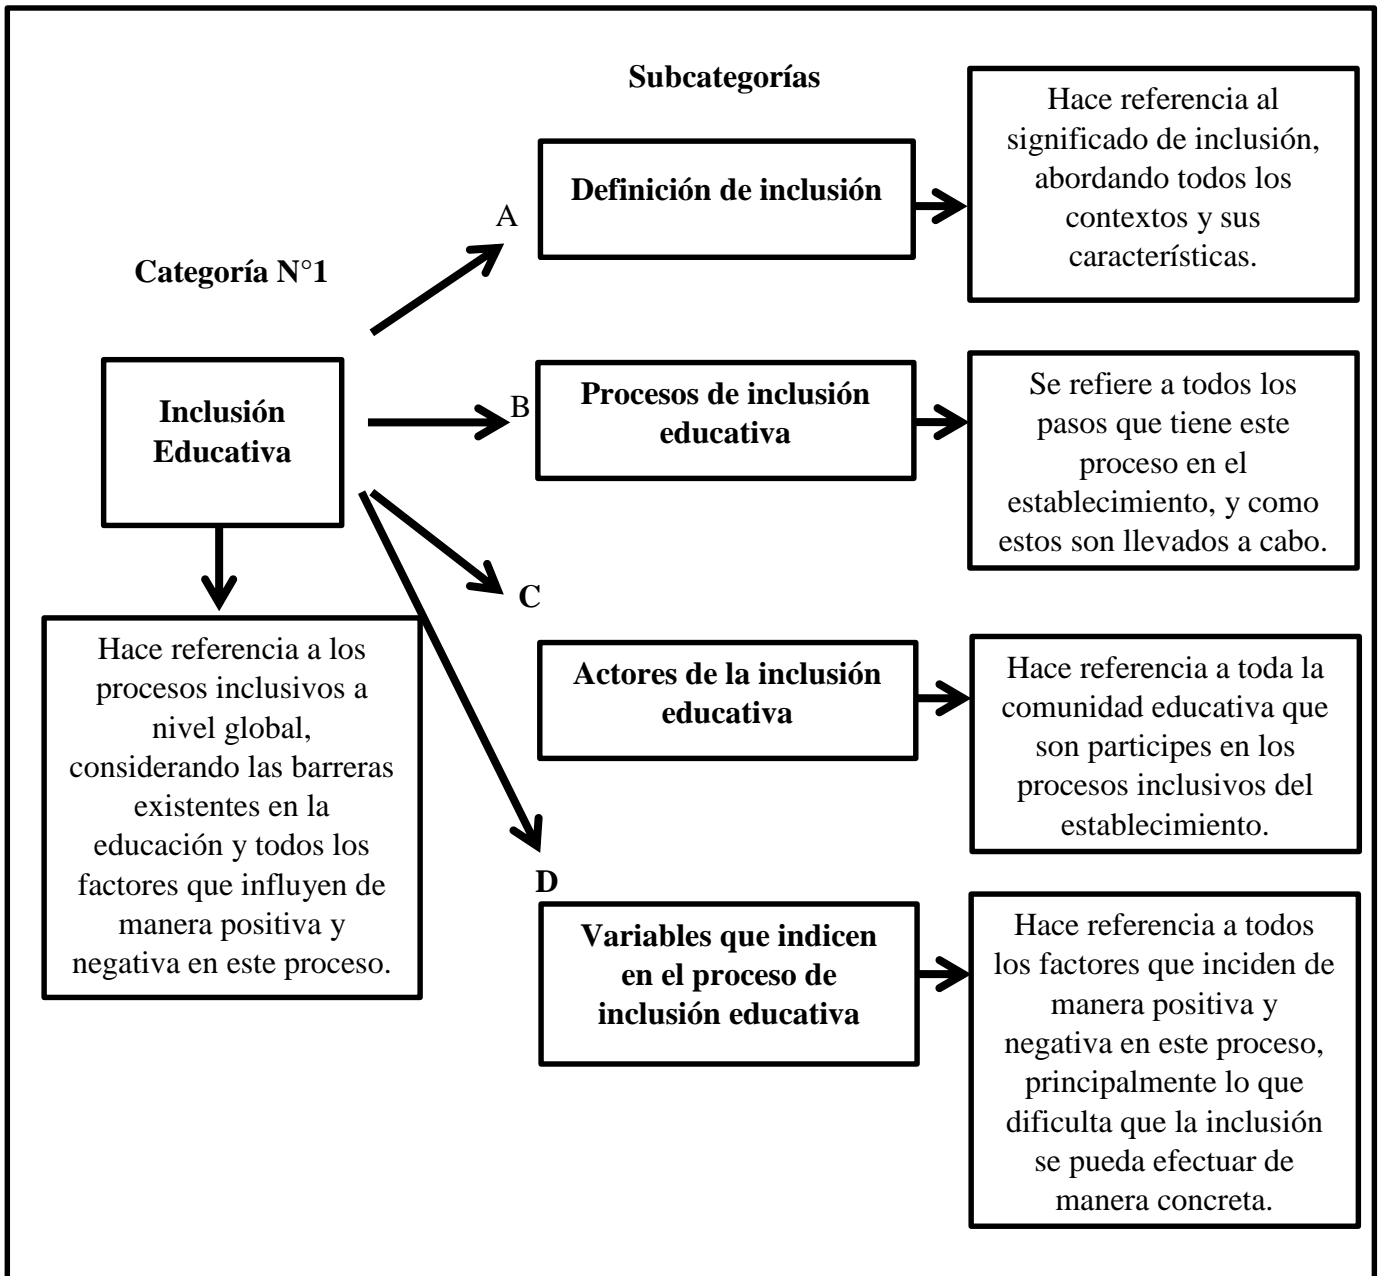 Subcategorías
Categoría N°1
Inclusión
Educativa
Hace referencia a los
procesos inclusivos a
nivel global,
considerando las barreras
existentes en la
educación y todos los
factores que influyen de
manera positiva y
negativa en este proceso.
A
Definición de inclusión
Hace referencia al
significado de inclusión,
abordando todos los
contextos y sus
características.
B
Procesos de inclusión
educativa
Se refiere a todos los
pasos que tiene este
proceso en el
establecimiento, y como
estos son llevados a cabo.
C
Actores de la inclusión
educativa
Hace referencia a toda la
comunidad educativa que
son participes en los
procesos inclusivos del
establecimiento.
D
Variables que indicen
en el proceso de
inclusión educativa
Hace referencia a todos
los factores que inciden de
manera positiva y
negativa en este proceso,
principalmente lo que
dificulta que la inclusión
se pueda efectuar de
manera concreta.